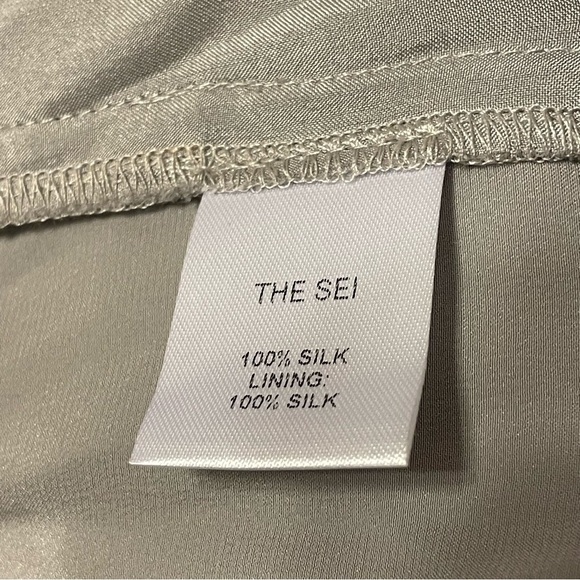 THE SEI
100% SILK
LINING:
100% SILK